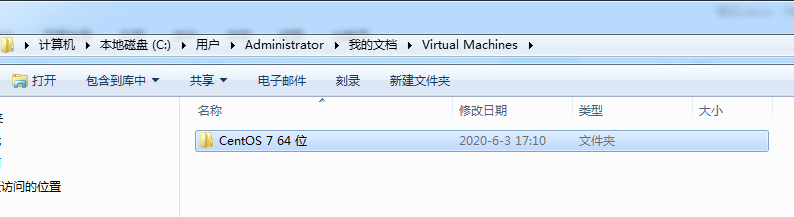 计算机 本地磁盘 (C:) 用户 Administrator 我的文档 Virtual Machines
打开 包含到库中 共享 电子邮件 刻录 新建文件夹
名称 修改日期 类型 大小
CentOS 7 64 位 2020-6-3 17:10 文件夹
访问的位置